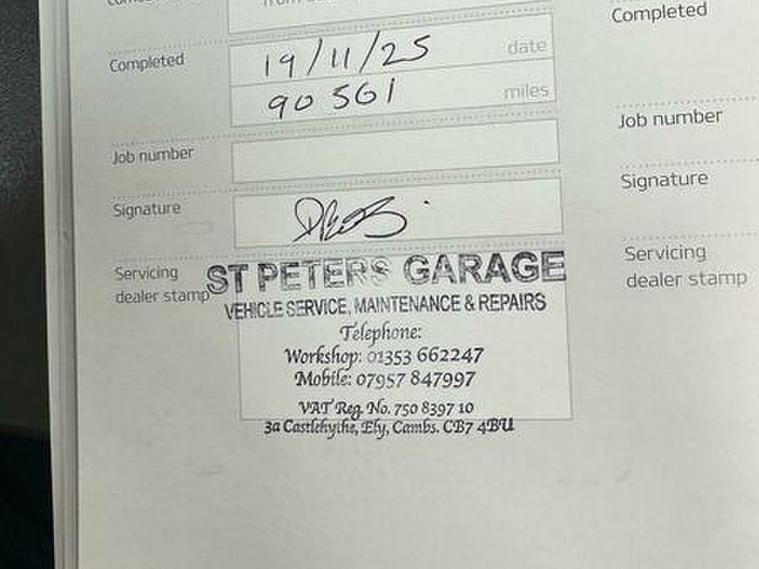 Completed
19/11/25 date
90 561 miles
Job number
Signature
Servicing
dealer stamp
ST PETERS GARAGE
VEHICLE SERVICE, MAINTENANCE & REPAIRS
Telephone:
Workshop: 01353 662247
Mobile: 07957 847997
VAT Reg. No. 750 8397 10
3a Castlehythe, Ely, Cambs. CB7 4BU
Completed
Job number
Signature
Servicing
dealer stamp